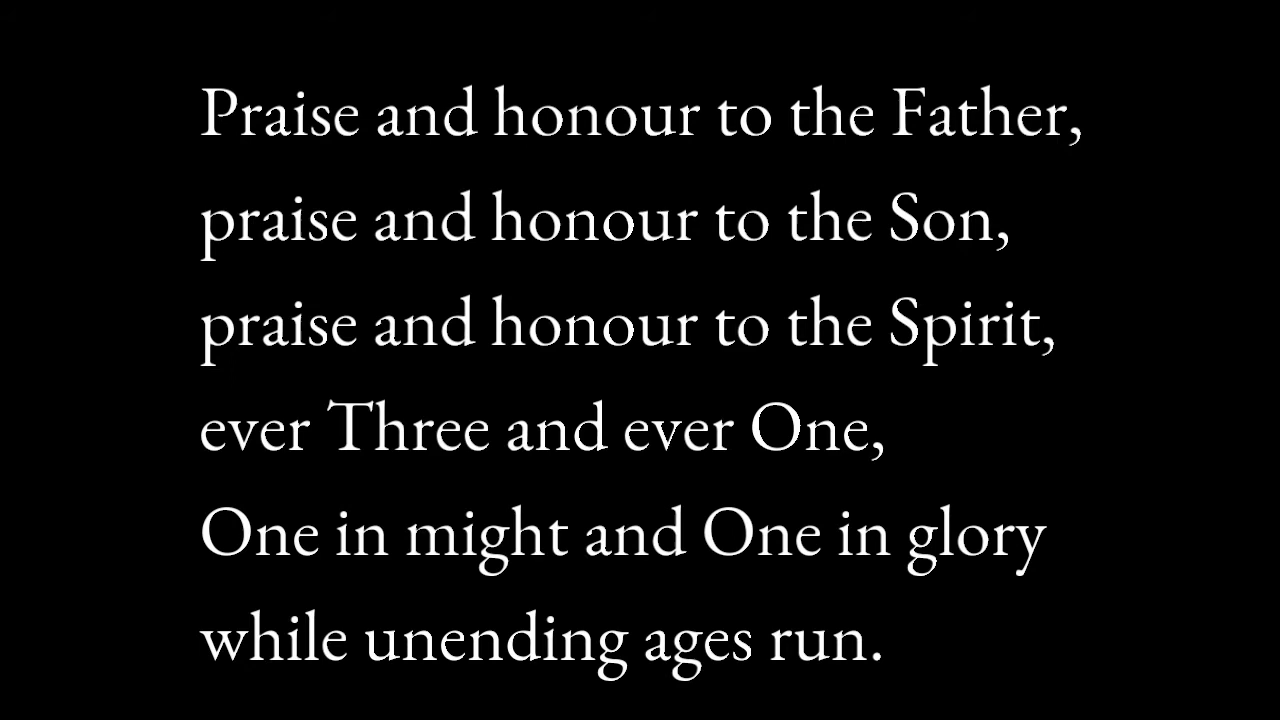 Praise and honour to the Father,
praise and honour to the Son,
praise and honour to the Spirit,
ever Three and ever One,
One in might and One in glory
while unending ages run.